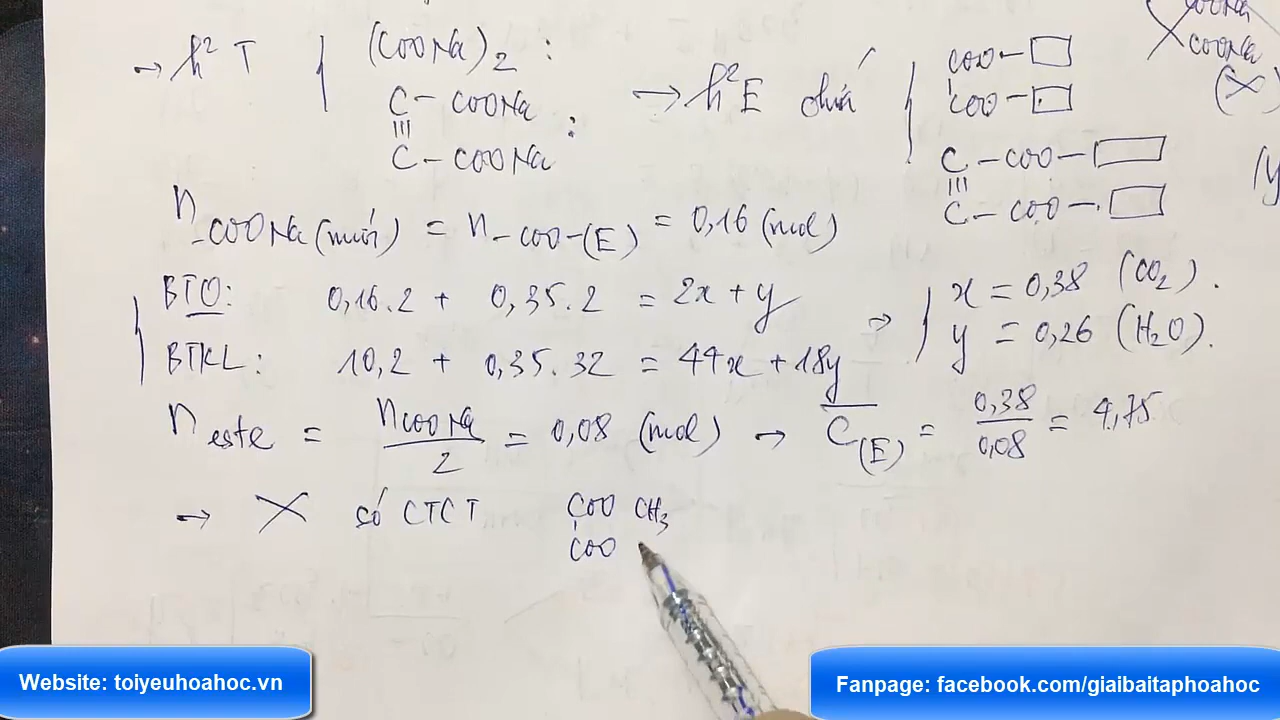 COONa
COONa
(X)
→ h² T (COONa)₂ :
C – COONa
|||
C – COONa :
→ h² E chứa
COO –
COO –
C – COO –
|||
C – COO –
(Y
n -COONa (muối) = n -COO- (E) = 0,16 (mol)
BTO: 0,16.2 + 0,35.2 = 2x + y
BTKL: 10,2 + 0,35.32 = 44x + 18y
→ x = 0,38 (CO₂).
y = 0,26 (H₂O).
n este = nCOONa / 2 = 0,08 (mol) → C̅(E) = 0,38 / 0,08 = 4,75
→ X có CTCT COO CH₃
COO
Website: toiyeuhoahoc.vn
Fanpage: facebook.com/giaibaitaphoahoc